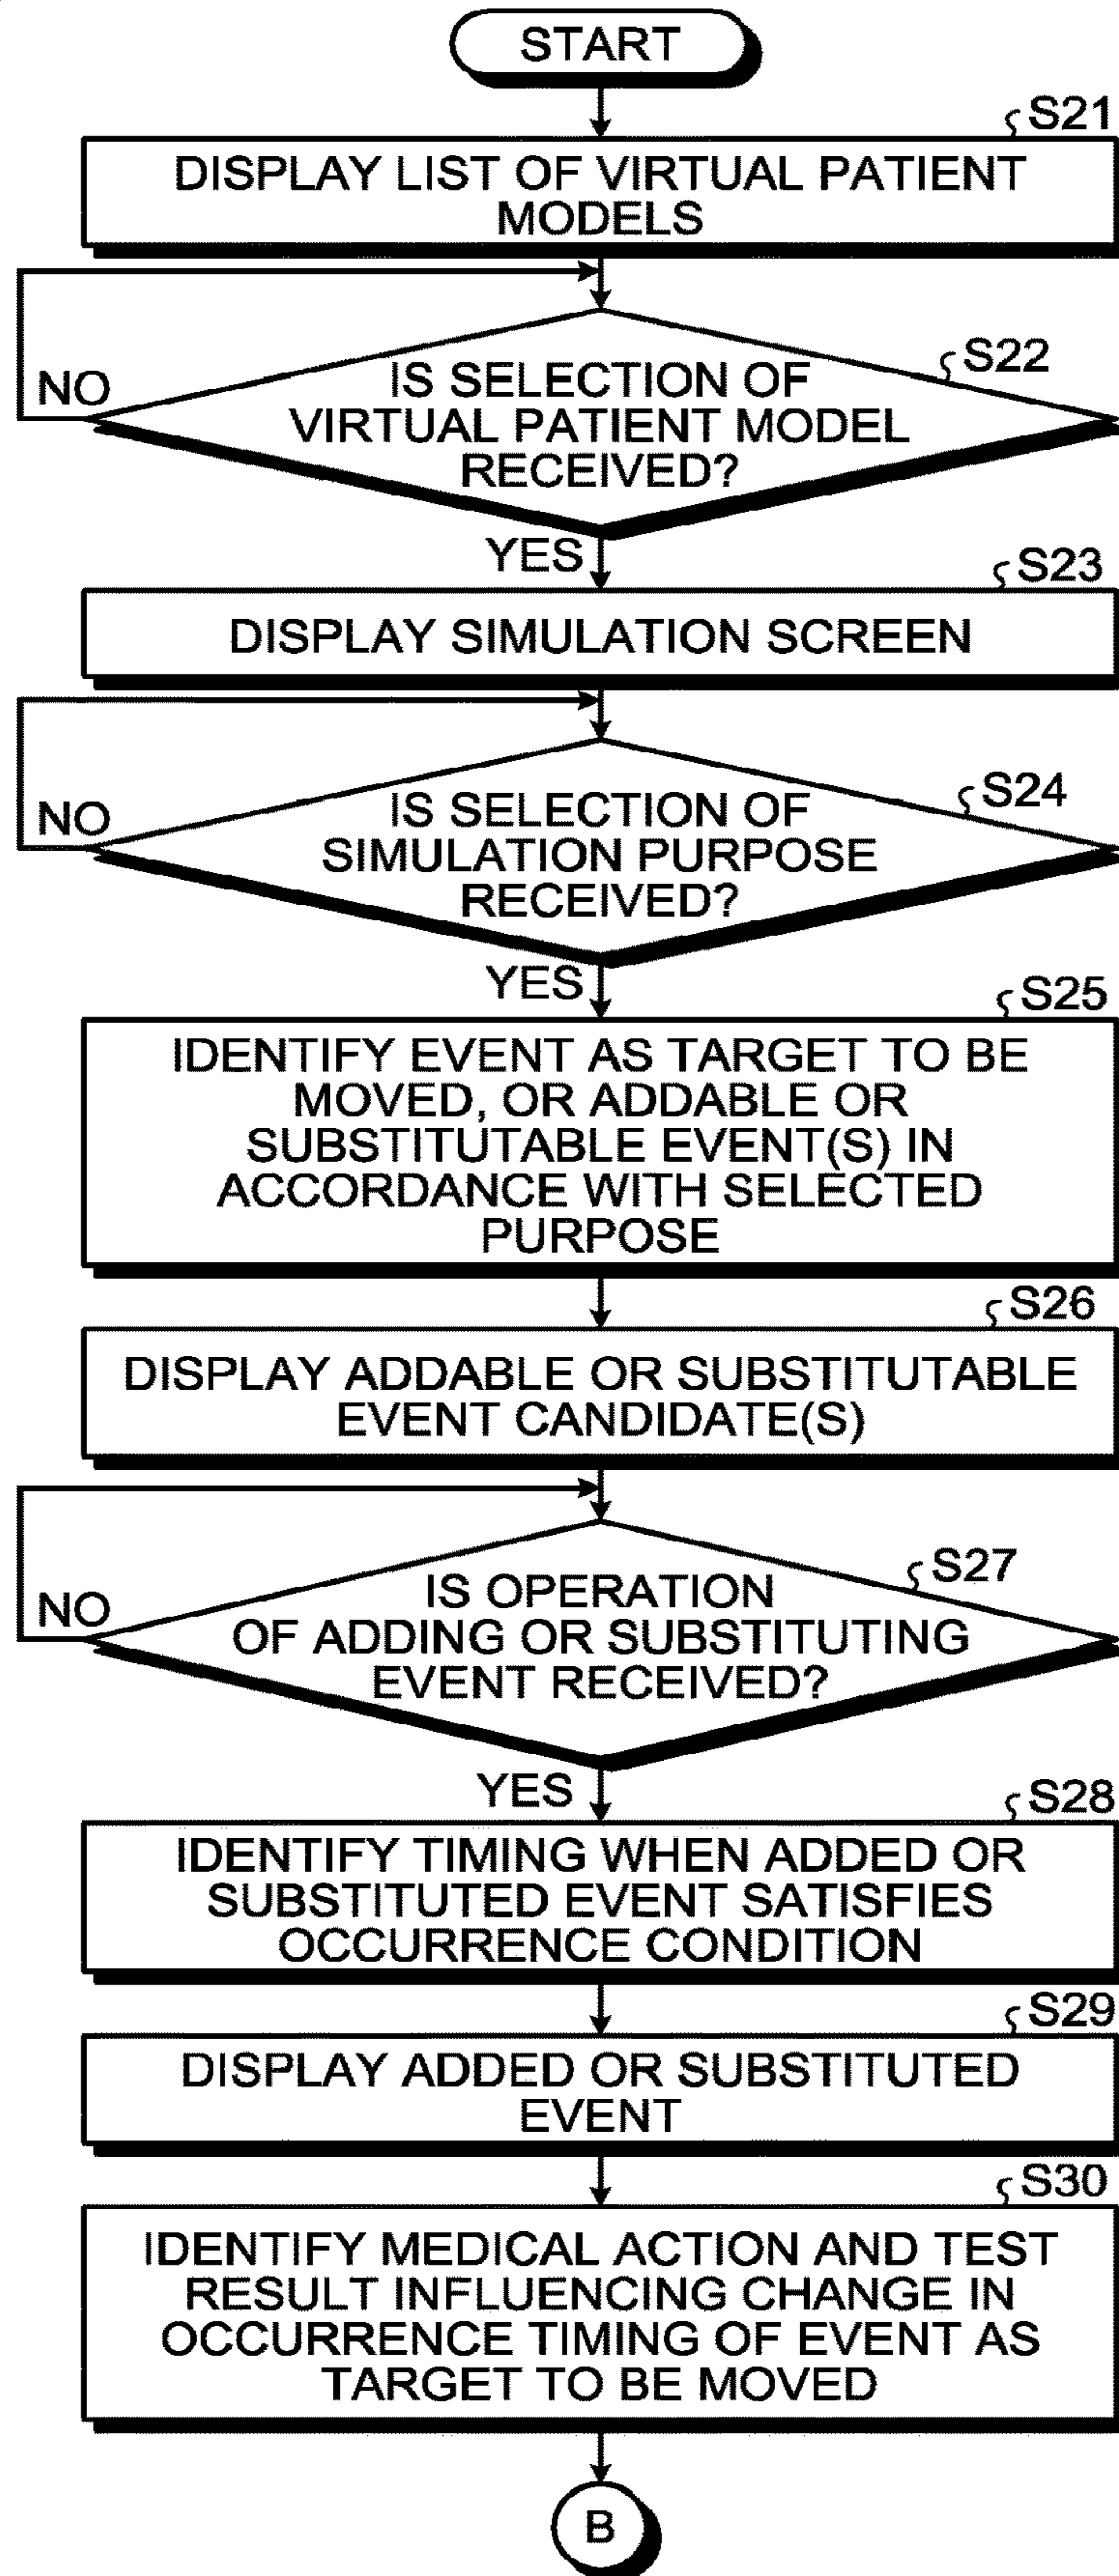 START
S21
DISPLAY LIST OF VIRTUAL PATIENT
MODELS
S22
IS SELECTION OF
VIRTUAL PATIENT MODEL
RECEIVED?
NO
YES
S23
DISPLAY SIMULATION SCREEN
S24
IS SELECTION OF
SIMULATION PURPOSE
RECEIVED?
NO
YES
S25
IDENTIFY EVENT AS TARGET TO BE
MOVED, OR ADDABLE OR
SUBSTITUTABLE EVENT(S) IN
ACCORDANCE WITH SELECTED
PURPOSE
S26
DISPLAY ADDABLE OR SUBSTITUTABLE
EVENT CANDIDATE(S)
S27
IS OPERATION
OF ADDING OR SUBSTITUTING
EVENT RECEIVED?
NO
YES
S28
IDENTIFY TIMING WHEN ADDED OR
SUBSTITUTED EVENT SATISFIES
OCCURRENCE CONDITION
S29
DISPLAY ADDED OR SUBSTITUTED
EVENT
S30
IDENTIFY MEDICAL ACTION AND TEST
RESULT INFLUENCING CHANGE IN
OCCURRENCE TIMING OF EVENT AS
TARGET TO BE MOVED
B